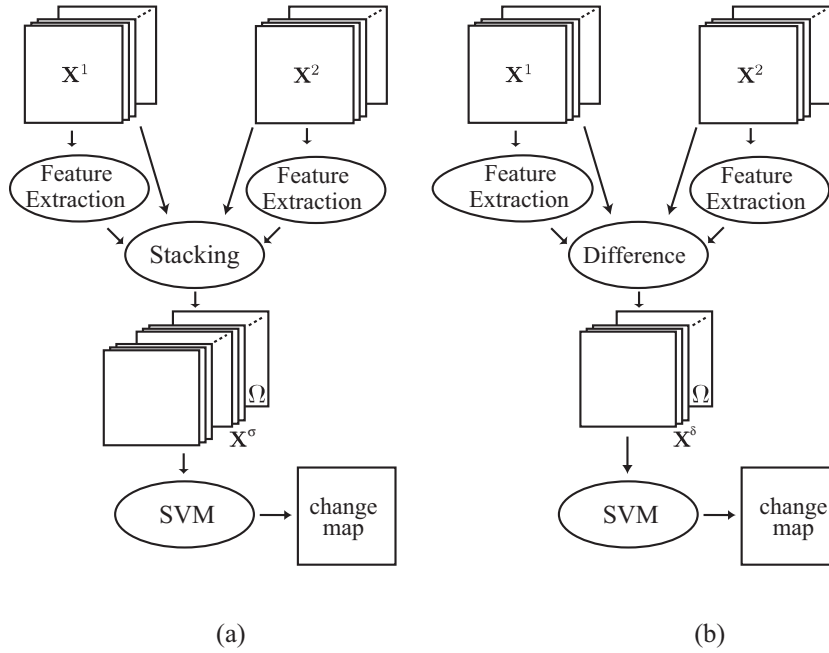 X¹
X²
Feature
Extraction
Feature
Extraction
Stacking
Ω
X^σ
SVM
change
map
(a)
X¹
X²
Feature
Extraction
Feature
Extraction
Difference
Ω
X^δ
SVM
change
map
(b)